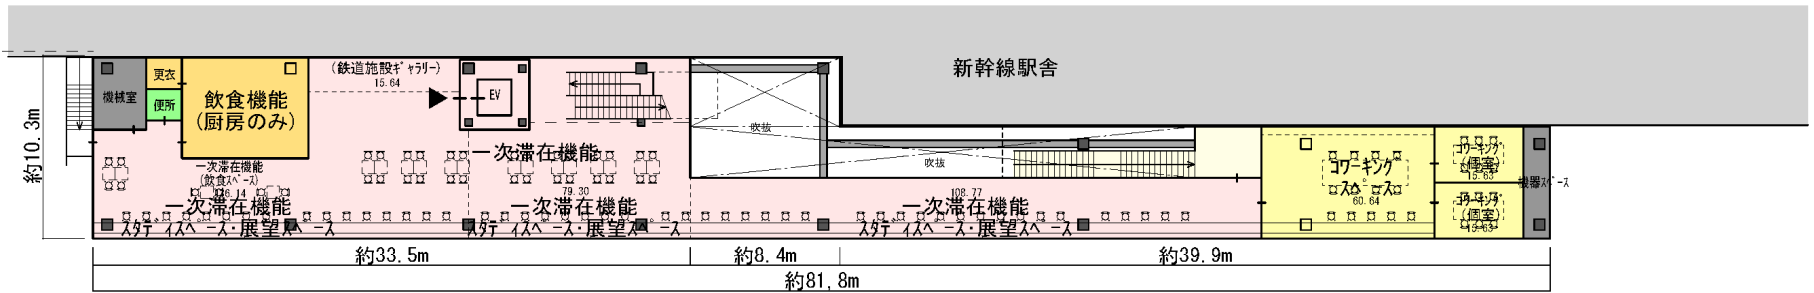 新幹線駅舎
(鉄道施設ｷﾞｬﾗﾘｰ)
15.64
更衣
機械室
便所
飲食機能
(厨房のみ)
EV
吹抜
吹抜
一次滞在機能
一次滞在機能
(飲食ｽﾍﾟｰｽ)
79.30
108.77
一次滞在機能
一次滞在機能
一次滞在機能
ｽﾀﾃﾞｨｽﾍﾟｰｽ・展望ｽﾍﾟｰｽ
ｽﾀﾃﾞｨｽﾍﾟｰｽ・展望ｽﾍﾟｰｽ
ｽﾀﾃﾞｨｽﾍﾟｰｽ・展望ｽﾍﾟｰｽ
ｺﾜｰｷﾝｸﾞ
ｽﾍﾟｰｽ
60.64
ｺﾜｰｷﾝｸﾞ
(個室)
15.63
ｺﾜｰｷﾝｸﾞ
(個室)
15.63
機器ｽﾍﾟｰｽ
約10.3m
約33.5m
約8.4m
約39.9m
約81,8m